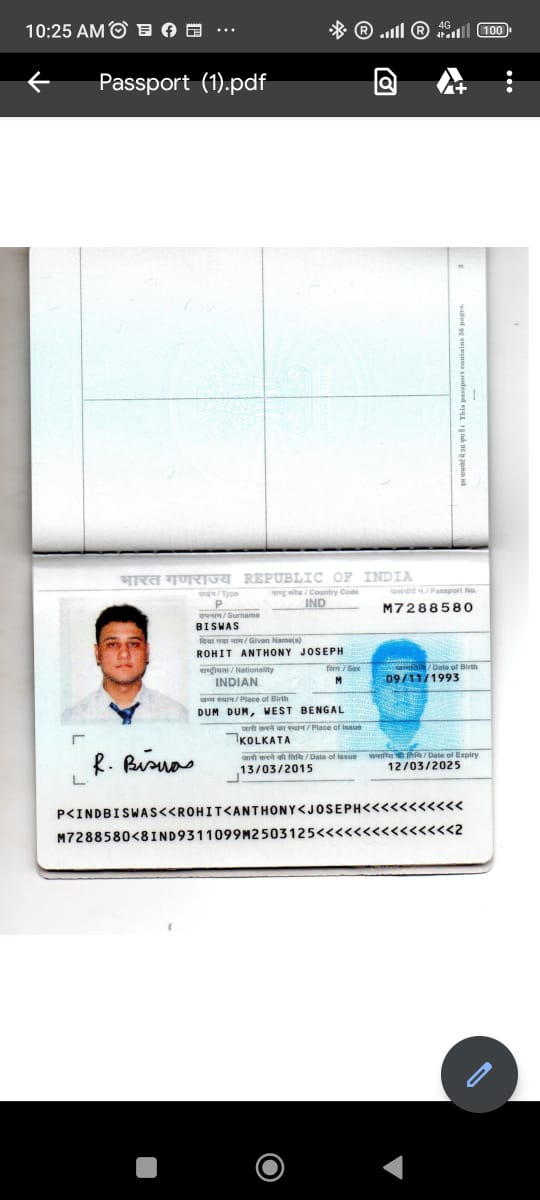 10:25 AM
4G
100
Passport (1).pdf
इस पासपोर्ट में 36 पृष्ठ हैं। This passport contains 36 pages.
भारत गणराज्य REPUBLIC OF INDIA
टाईप / Type
राष्ट्र कोड / Country Code
पासपोर्ट नं. / Passport No.
P
IND
M7288580
उपनाम / Surname
BISWAS
दिया गया नाम / Given Name(s)
ROHIT ANTHONY JOSEPH
राष्ट्रीयता / Nationality
लिंग / Sex
जन्मतिथि / Date of Birth
INDIAN
M
09/11/1993
जन्म स्थान / Place of Birth
DUM DUM, WEST BENGAL
जारी करने का स्थान / Place of Issue
KOLKATA
जारी करने की तिथि / Date of Issue
समाप्ति की तिथि / Date of Expiry
13/03/2015
12/03/2025
R. Biswas
P<INDBISWAS<<ROHIT<ANTHONY<JOSEPH<<<<<<<<<<<
M7288580<8IND9311099M2503125<<<<<<<<<<<<<<<2